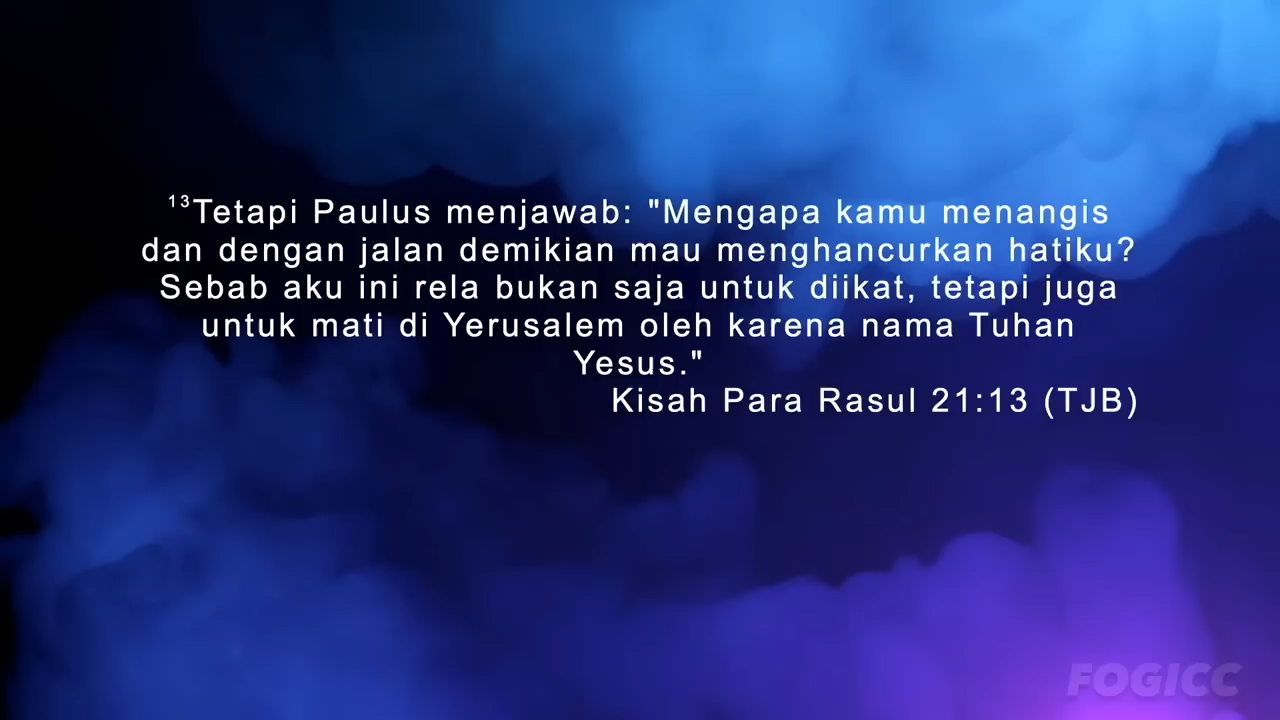 ¹³Tetapi Paulus menjawab: "Mengapa kamu menangis
dan dengan jalan demikian mau menghancurkan hatiku?
Sebab aku ini rela bukan saja untuk diikat, tetapi juga
untuk mati di Yerusalem oleh karena nama Tuhan
Yesus."
Kisah Para Rasul 21:13 (TJB)
FOGICC